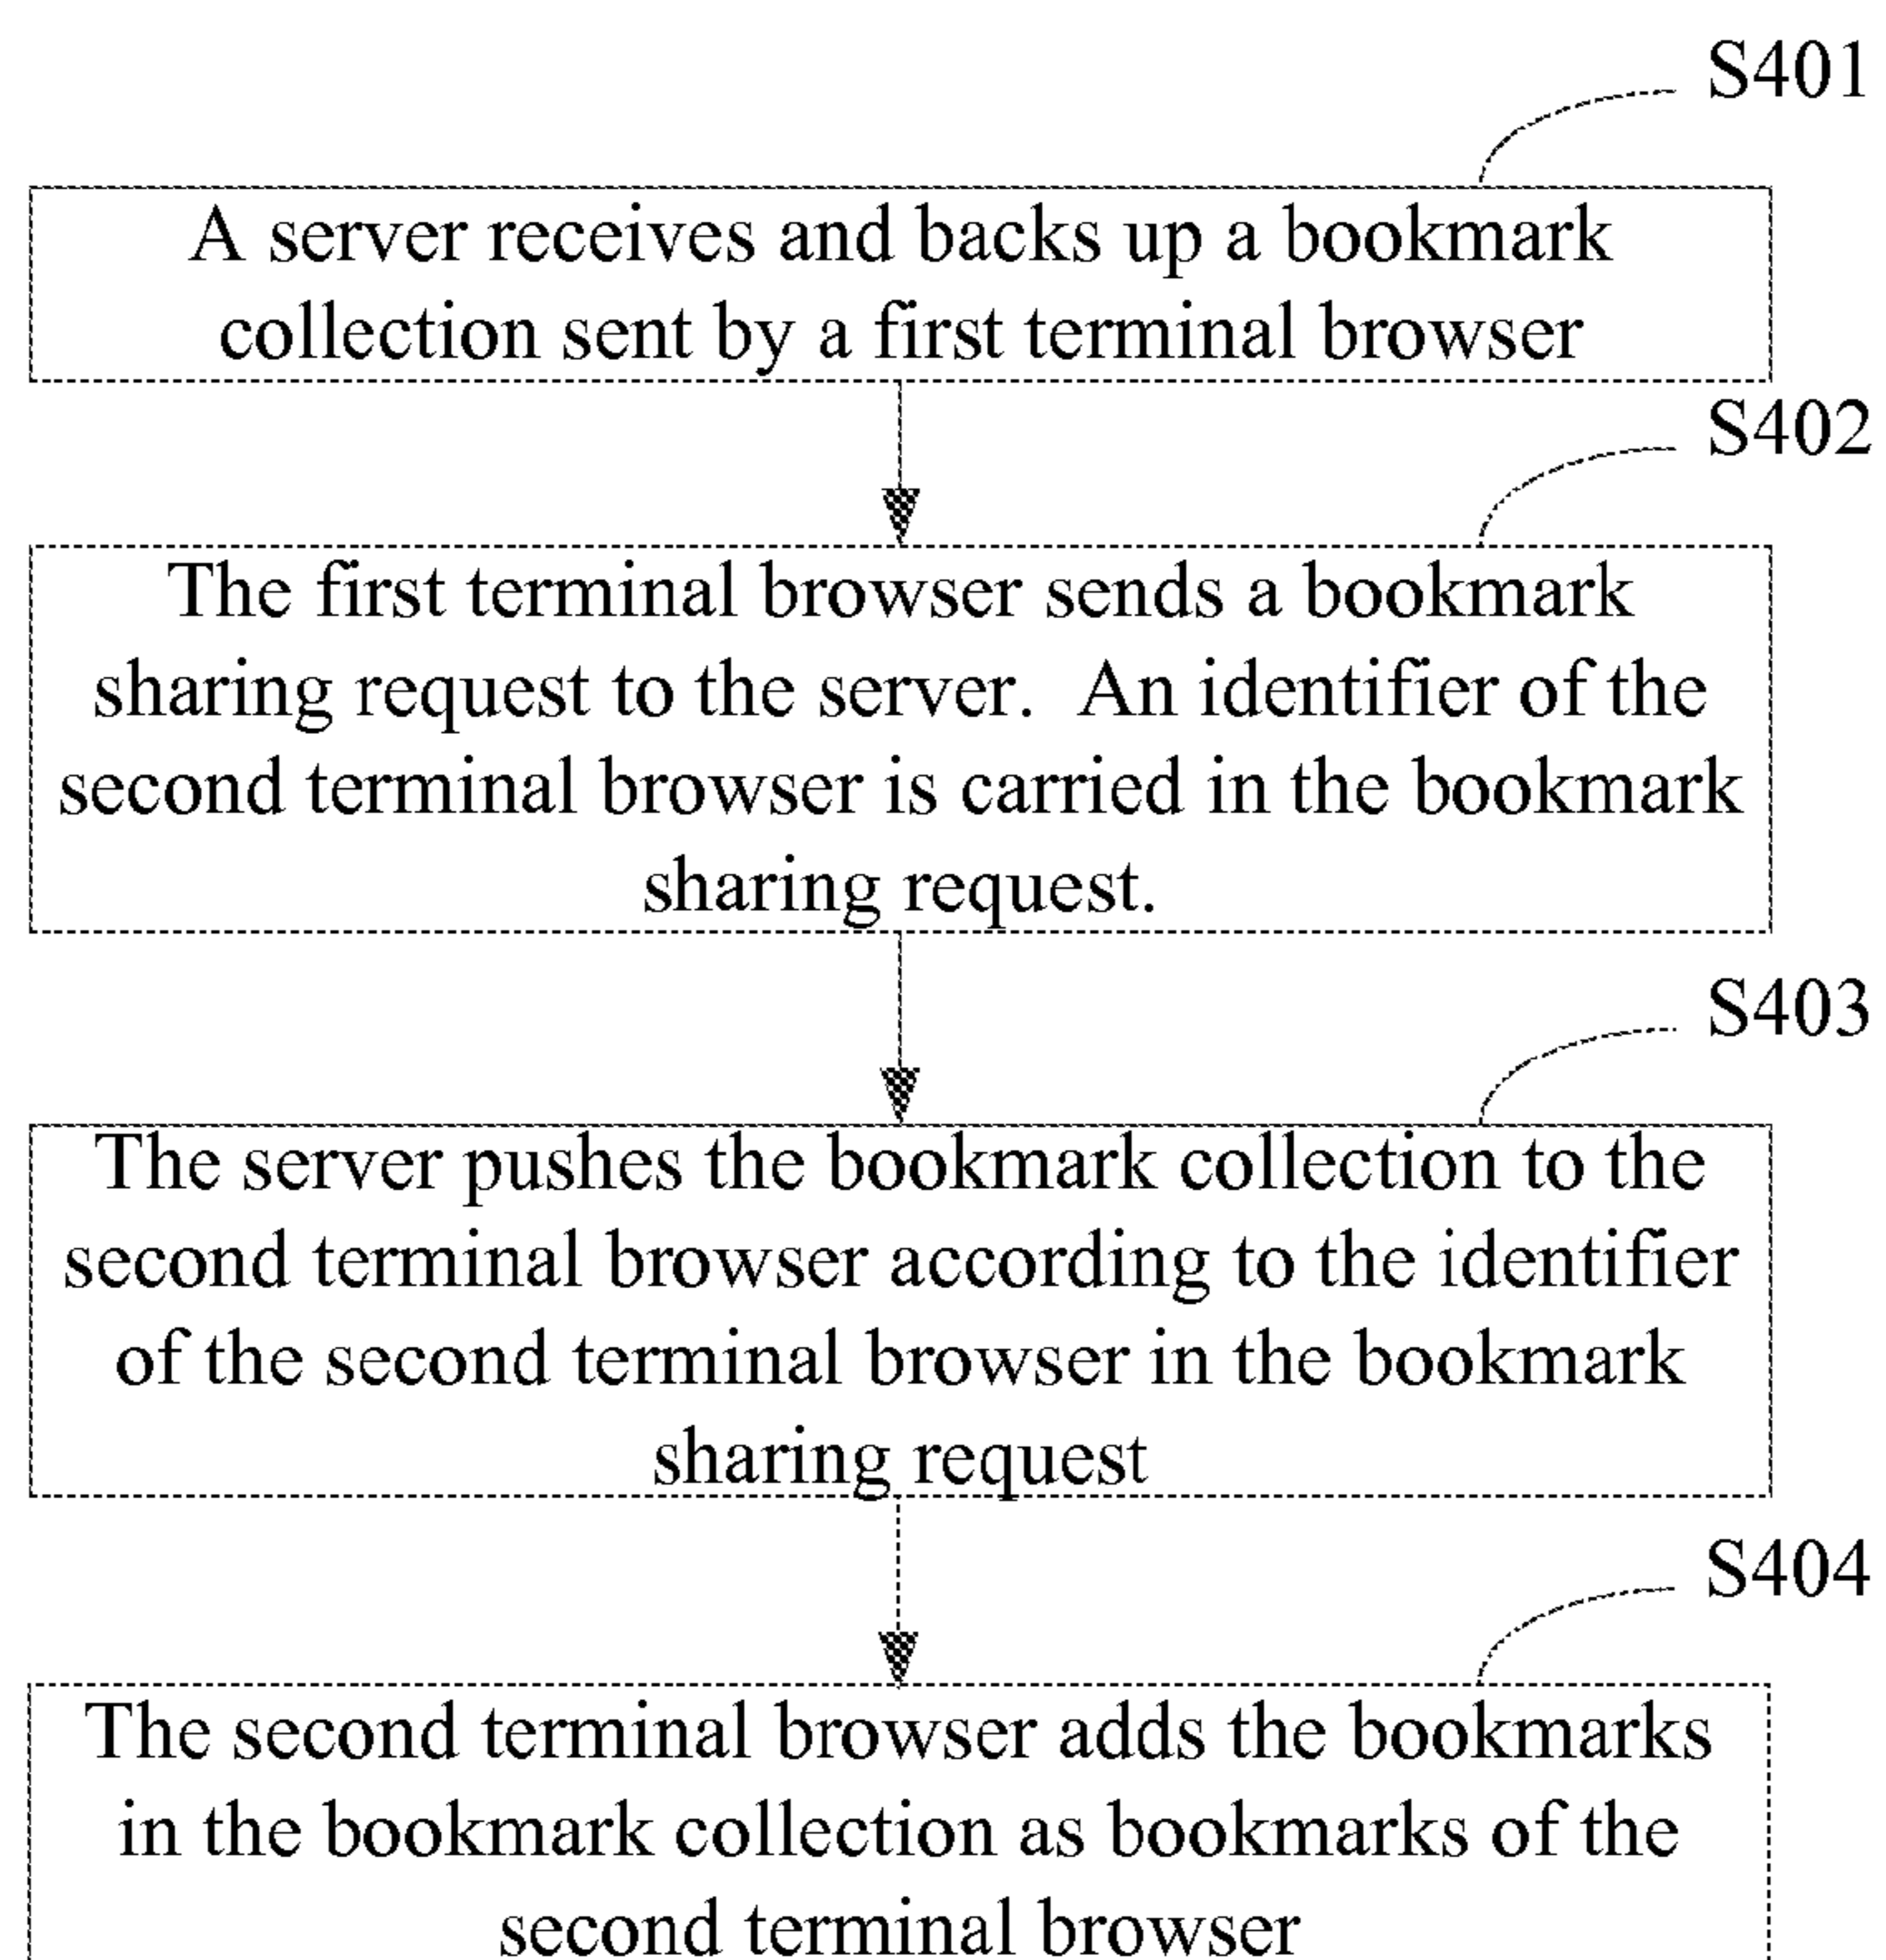 S401
A server receives and backs up a bookmark
collection sent by a first terminal browser
S402
The first terminal browser sends a bookmark
sharing request to the server. An identifier of the
second terminal browser is carried in the bookmark
sharing request.
S403
The server pushes the bookmark collection to the
second terminal browser according to the identifier
of the second terminal browser in the bookmark
sharing request
S404
The second terminal browser adds the bookmarks
in the bookmark collection as bookmarks of the
second terminal browser